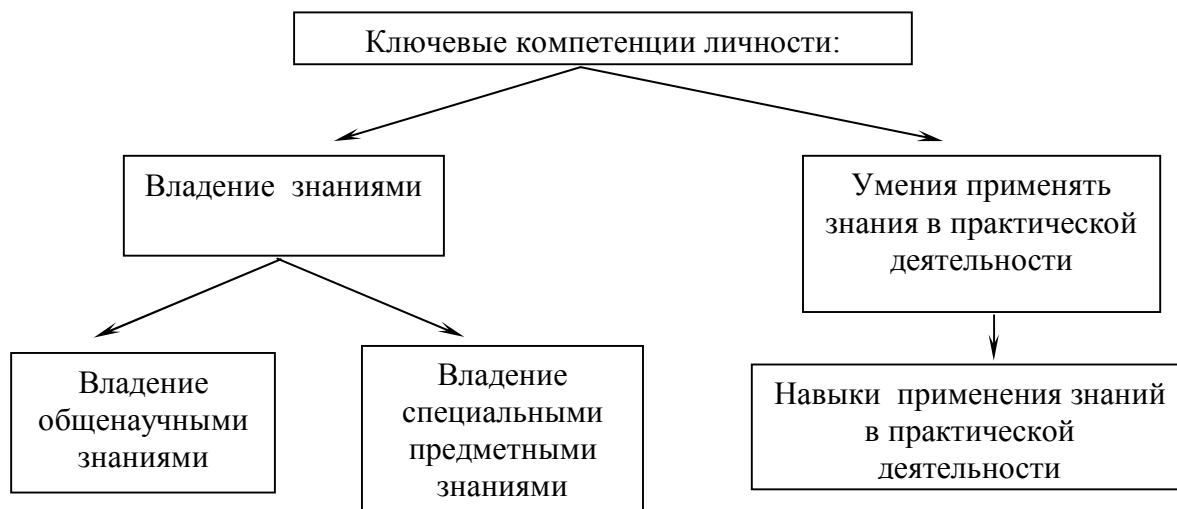 Ключевые компетенции личности:
Владение знаниями
Умения применять
знания в практической
деятельности
Владение
общенаучными
знаниями
Владение
специальными
предметными
знаниями
Навыки применения знаний
в практической
деятельности